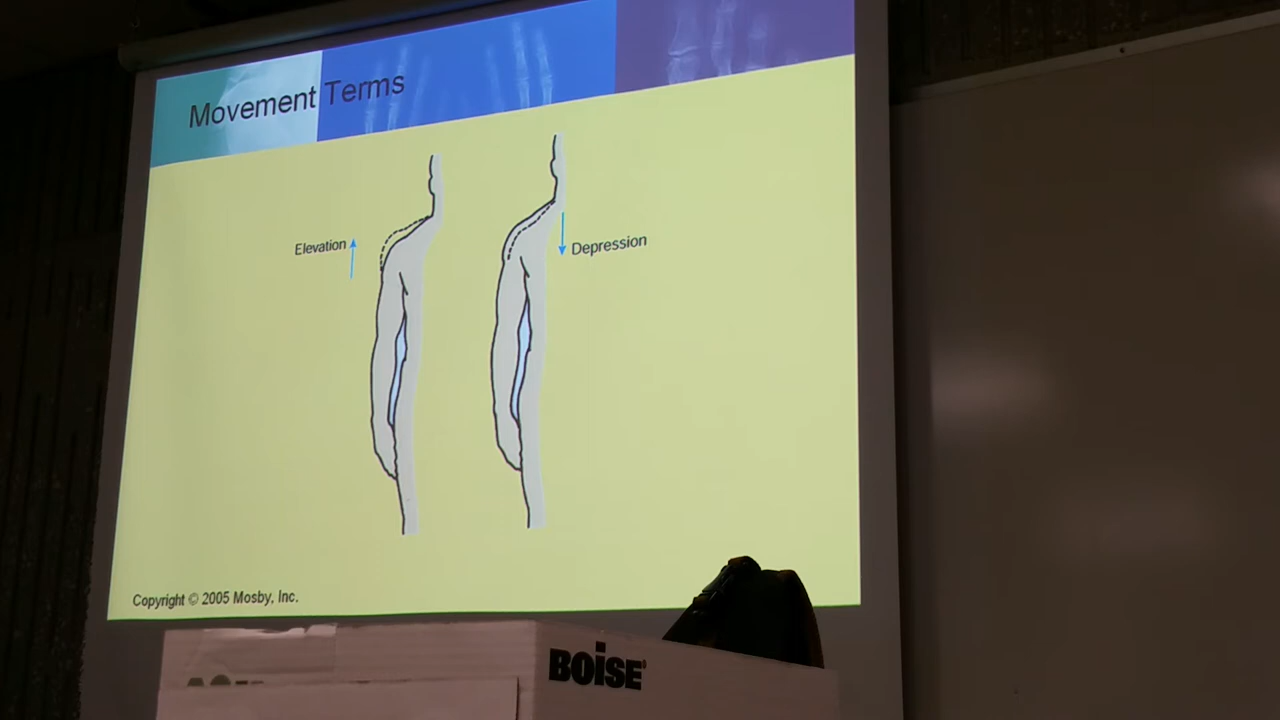 Movement Terms
Elevation
Depression
Copyright © 2005 Mosby, Inc.
BOiSE